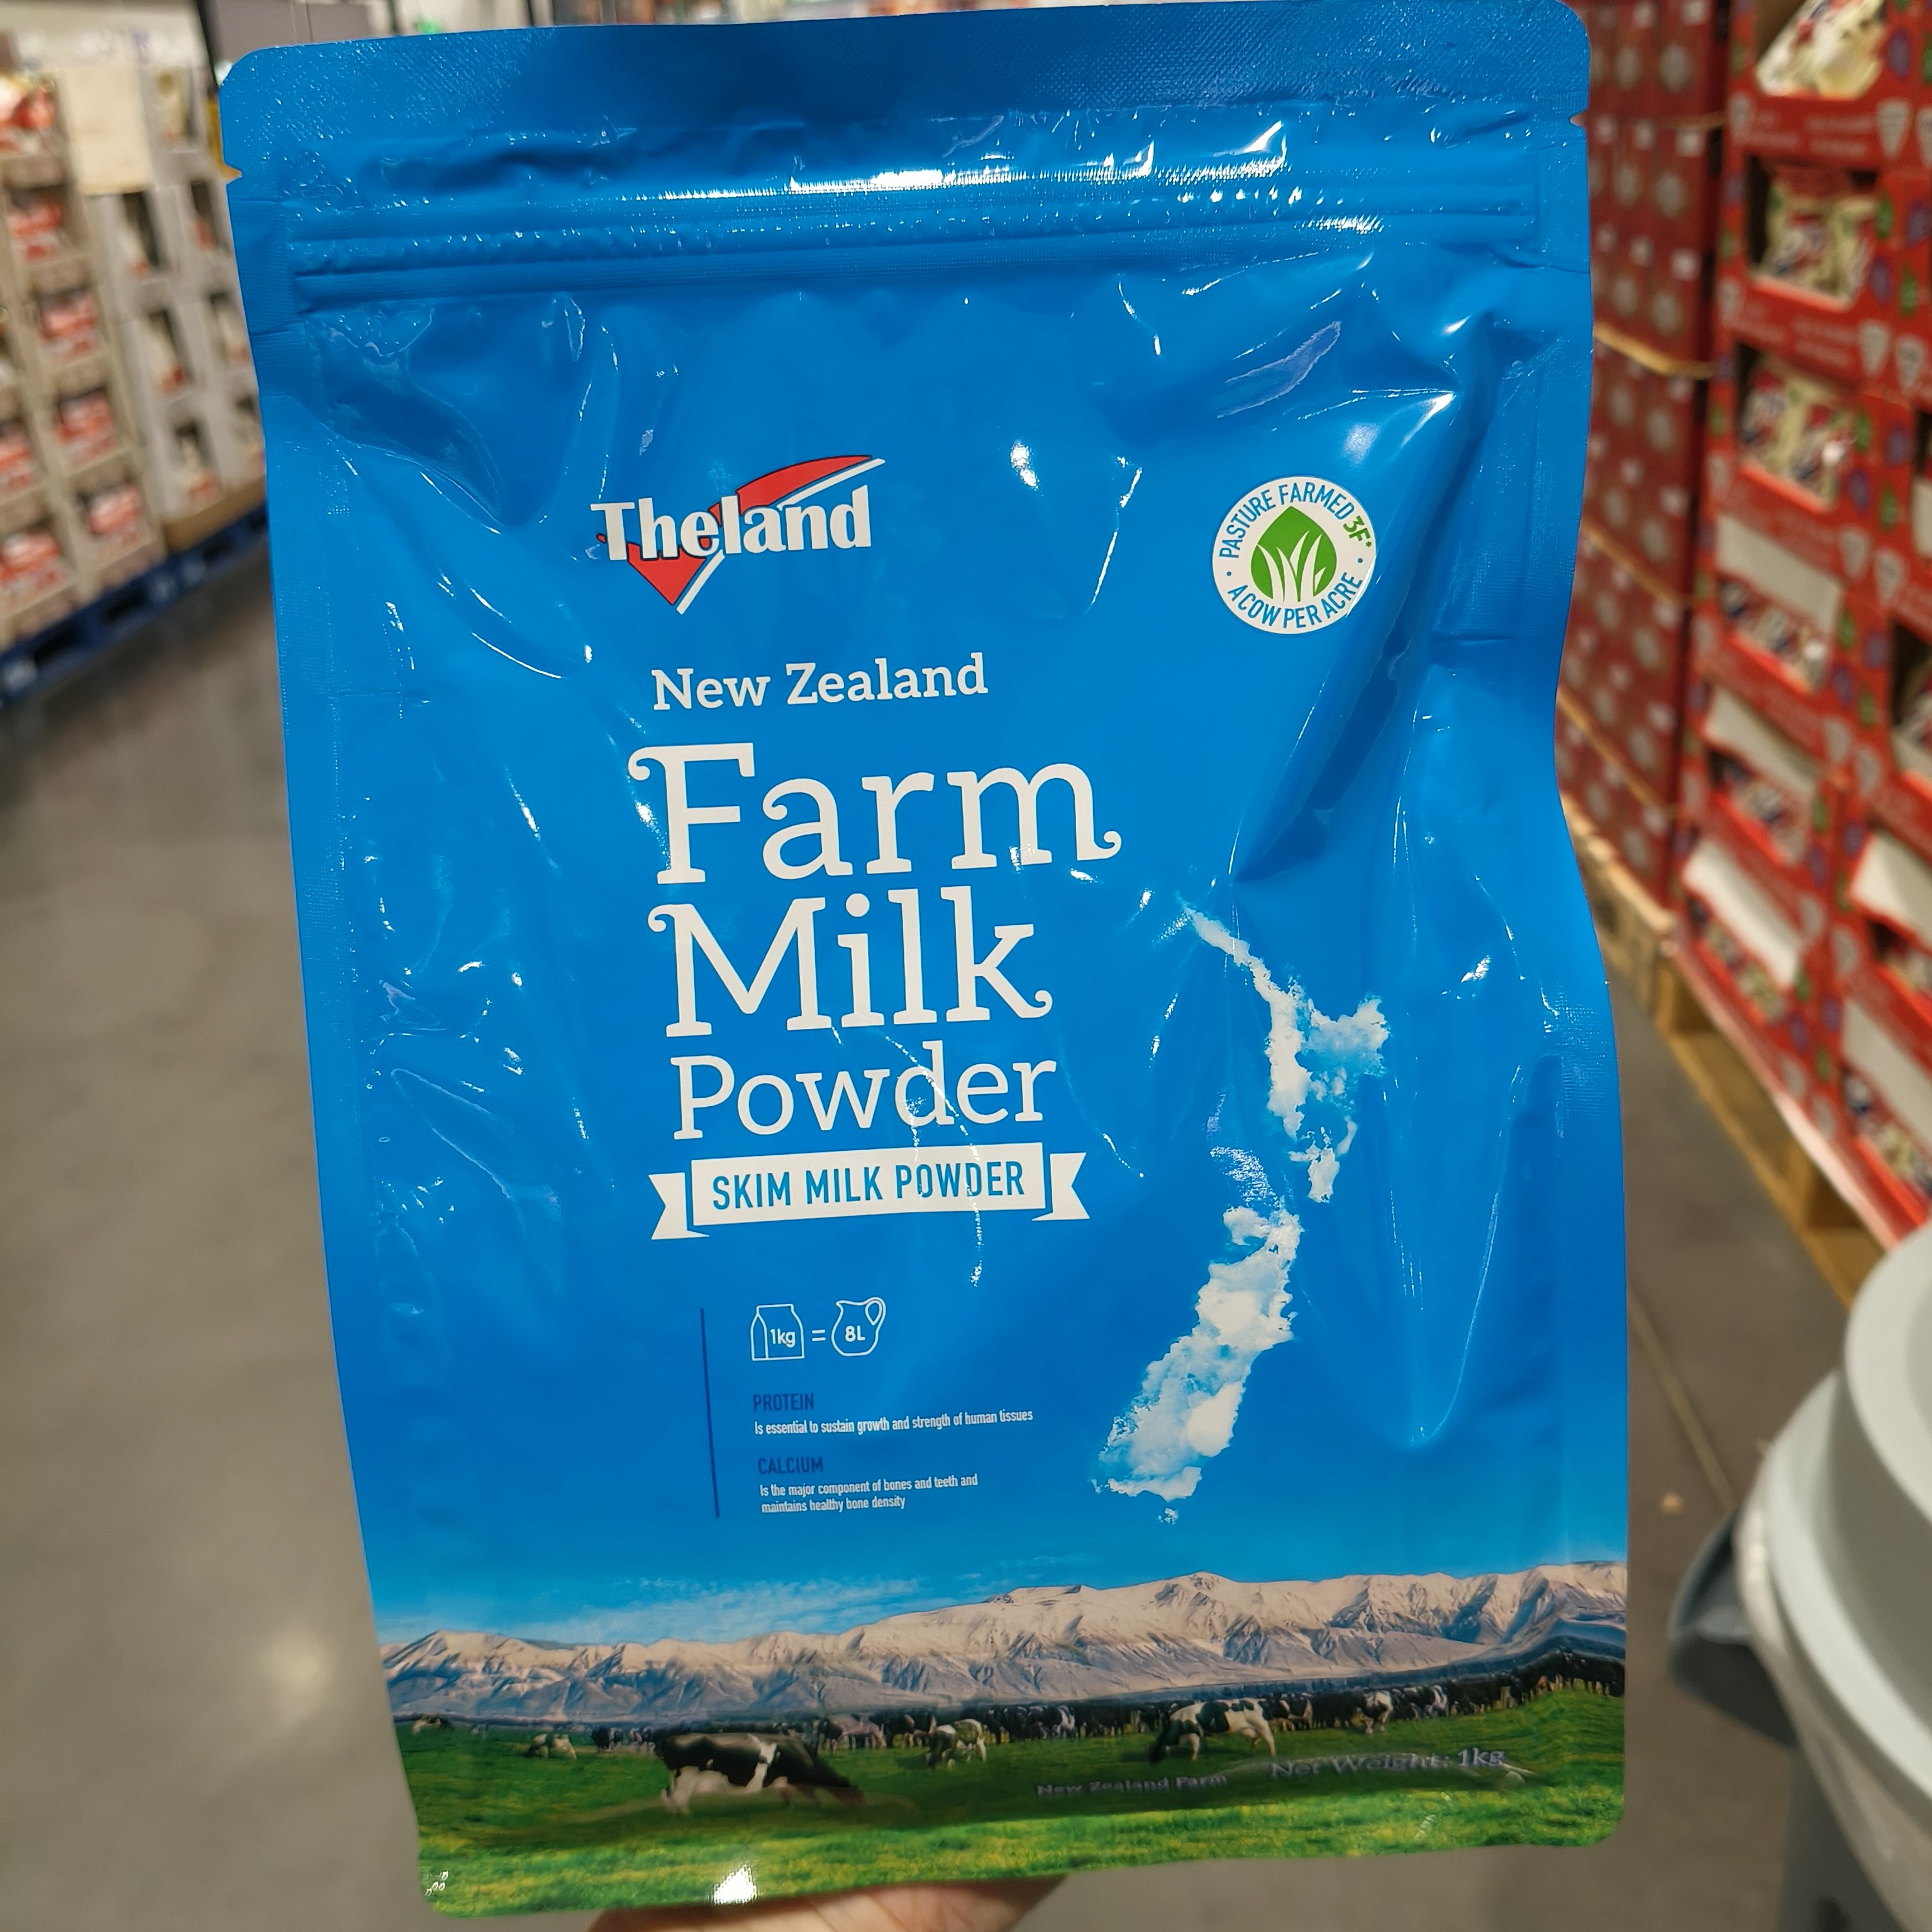 Theland
PASTURE FARMED 3F
A COW PER ACRE
New Zealand
Farm
Milk
Powder
SKIM MILK POWDER
1kg = 8L
PROTEIN
Is essential to sustain growth and strength of human tissues
CALCIUM
Is the major component of bones and teeth and
maintains healthy bone density
New Zealand Farm
Net Weight: 1kg